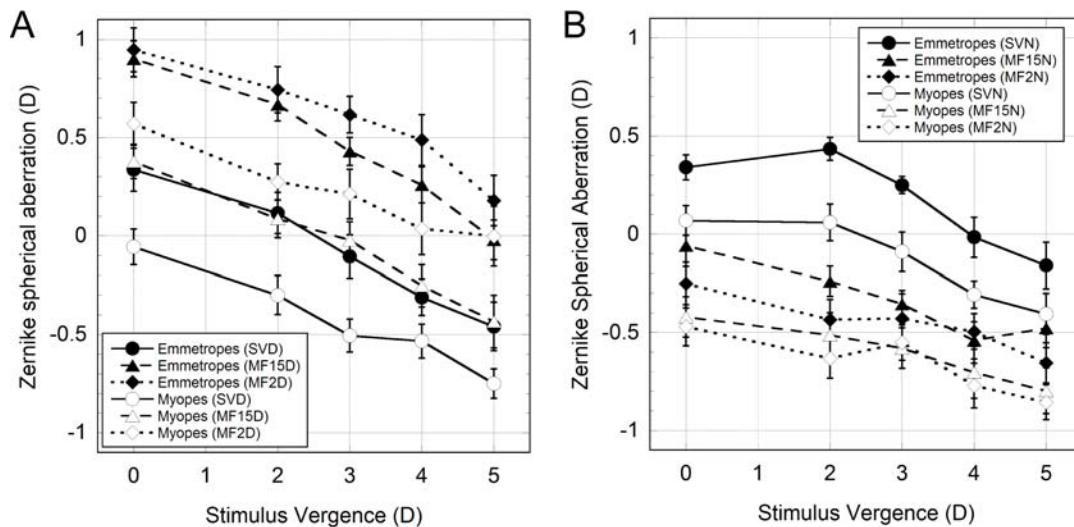 A
1
0.5
0
-0.5
-1
Zernike spherical aberration (D)
Emmetropes (SVD)
Emmetropes (MF15D)
Emmetropes (MF2D)
Myopes (SVD)
Myopes (MF15D)
Myopes (MF2D)
0 1 2 3 4 5
Stimulus Vergence (D)
B
1
0.5
0
-0.5
-1
Zernike Spherical Aberration (D)
Emmetropes (SVN)
Emmetropes (MF15N)
Emmetropes (MF2N)
Myopes (SVN)
Myopes (MF15N)
Myopes (MF2N)
0 1 2 3 4 5
Stimulus Vergence (D)